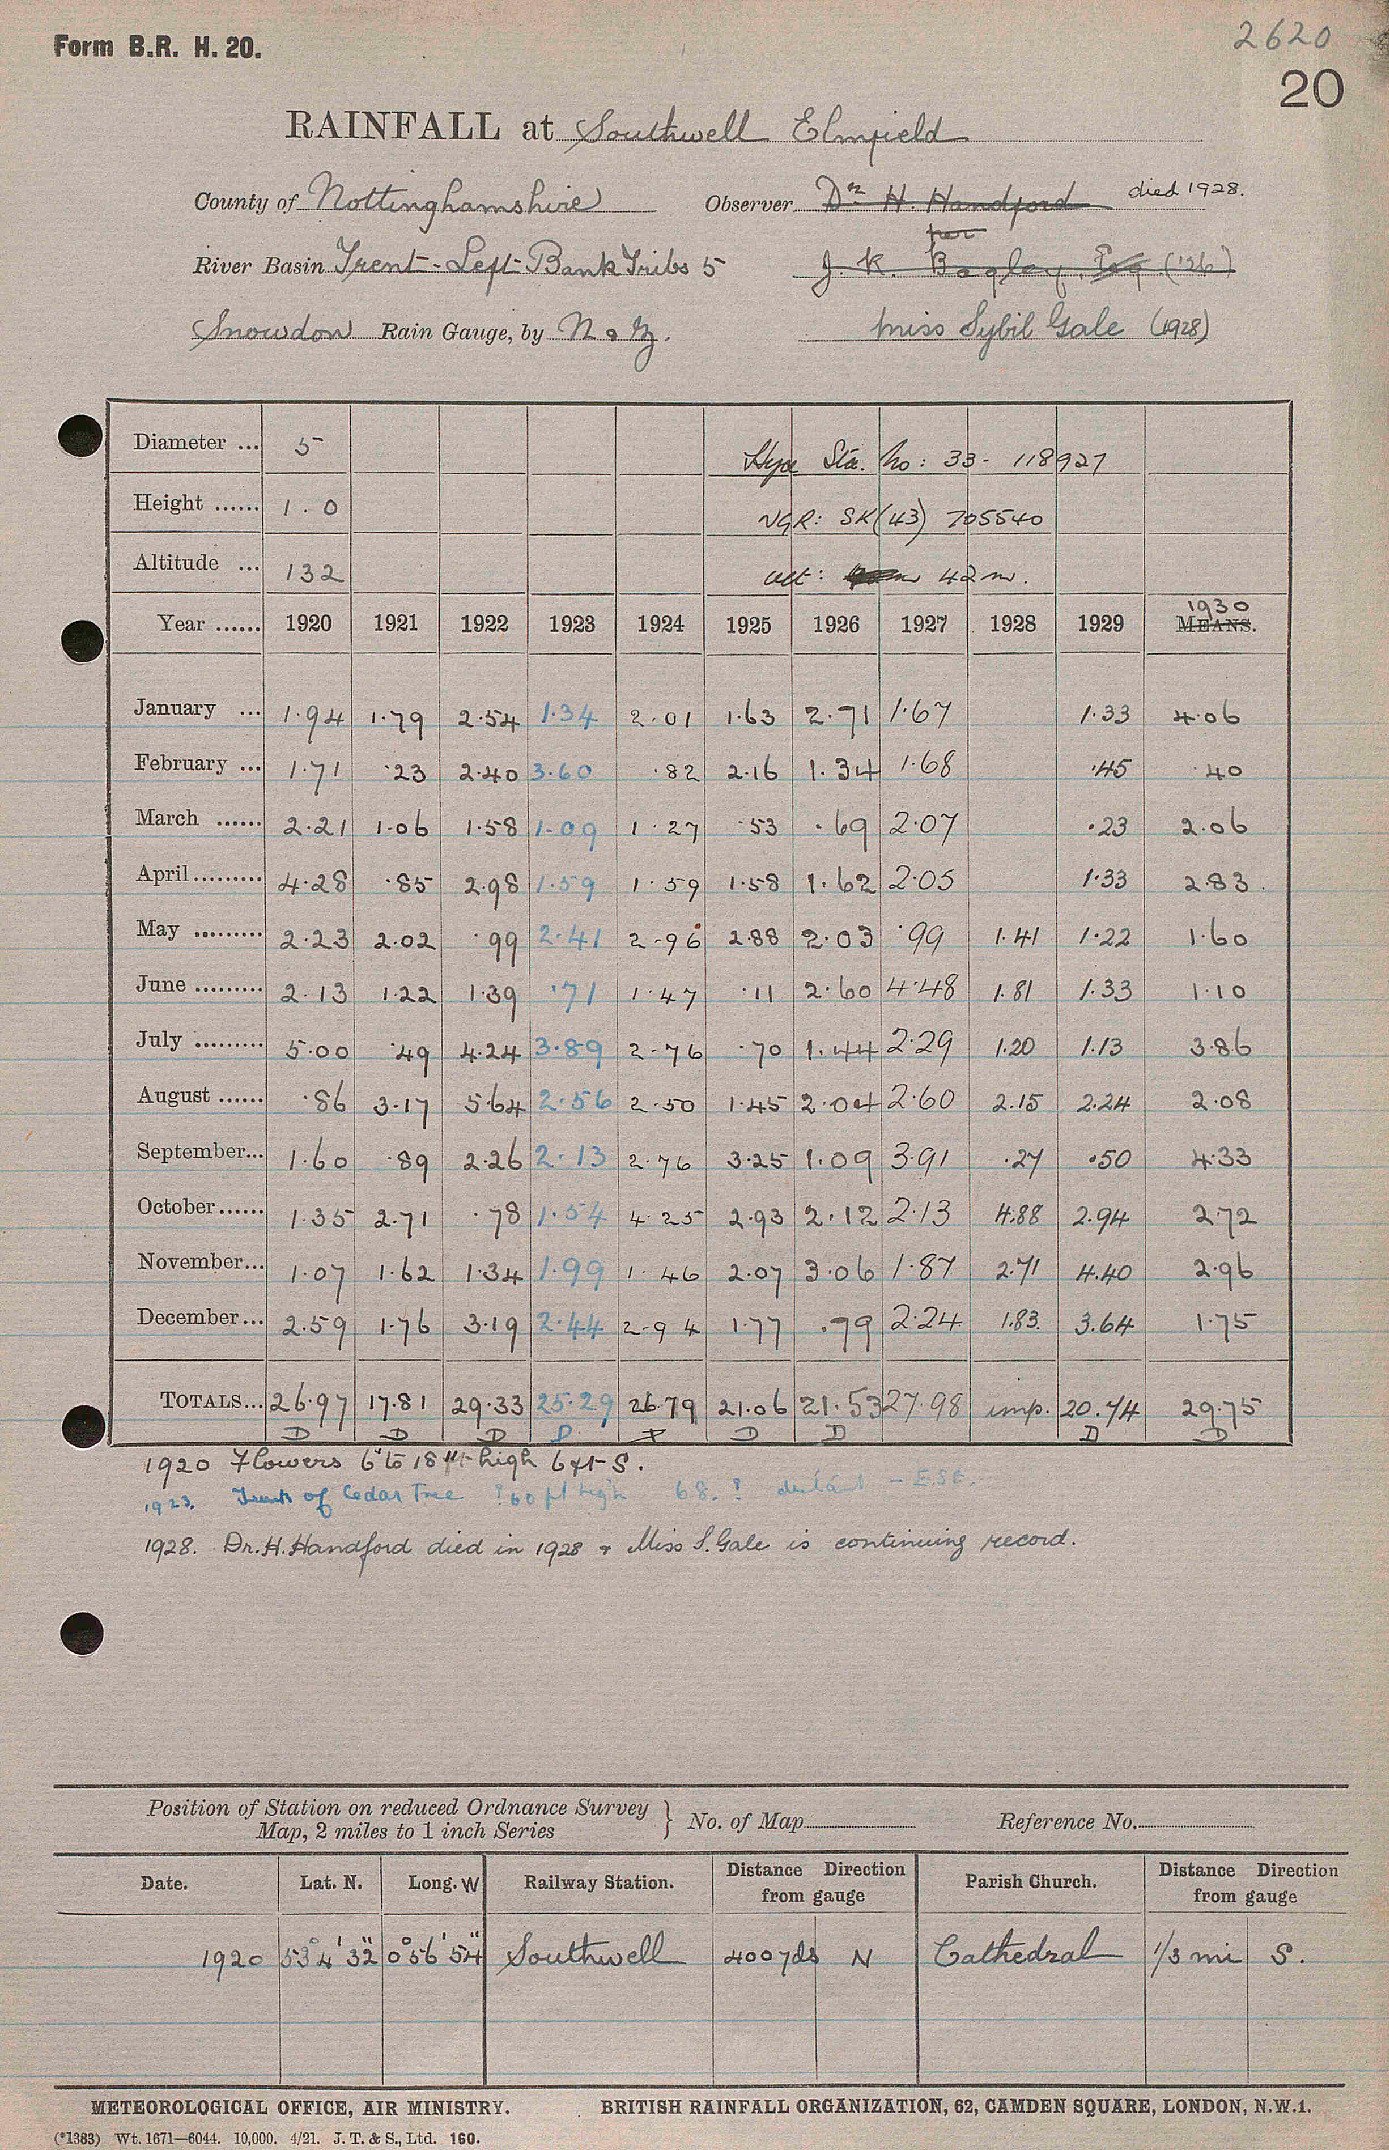 Form B.R. H. 20.
2620
20
RAINFALL at Southwell Elmfield
County of Nottinghamshire Observer Dr H. Handford died 1928.
per
River Basin Trent - Left Bank Tribs 5 J. K. Bagley, Esq. ('26)
Snowdon Rain Gauge, by N & Z. Miss Sybil Gale (1928)
Diameter ... 5
Sta. No: 33- 118927
Height ...... 1.0
NGR: SK(43) 705540
Altitude ... 132
alt: 42m.
Year ...... 1920 1921 1922 1923 1924 1925 1926 1927 1928 1929 1930 MEANS.
January ... 1.94 1.79 2.54 1.34 2.01 1.63 2.71 1.67 1.33 4.06
February ... 1.71 .23 2.40 3.60 .82 2.16 1.34 1.68 .45 .40
March ...... 2.21 1.06 1.58 1.09 1.27 .53 .69 2.07 .23 2.06
April ......... 4.28 .85 2.98 1.59 1.59 1.58 1.62 2.05 1.33 2.83
May ......... 2.23 2.02 .99 2.41 2.96 2.88 2.03 .99 1.41 1.22 1.60
June ......... 2.13 1.22 1.39 .71 1.47 .11 2.60 4.48 1.81 1.33 1.10
July ......... 5.00 .49 4.24 3.89 2.76 .70 1.44 2.29 1.20 1.13 3.86
August ...... .86 3.17 5.64 2.56 2.50 1.45 2.04 2.60 2.15 2.24 2.08
September... 1.60 .89 2.26 2.13 2.76 3.25 1.09 3.91 .27 .50 4.33
October...... 1.35 2.71 .78 1.54 4.25 2.93 2.12 2.13 4.88 2.94 2.72
November... 1.07 1.62 1.34 1.99 1.46 2.07 3.06 1.87 2.71 4.40 2.96
December... 2.59 1.76 3.19 2.44 2.94 1.77 .79 2.24 1.83 3.64 1.75
TOTALS... 26.97 17.81 29.33 25.29 26.79 21.06 21.53 27.98 imp. 20.74 29.75
D D D D D D D D
1920 Flowers 6" to 18" high 6 ft S.
1923. Trunk of Cedar Tree ? 60 ft high 68. ? distant - E.S.E.
1928. Dr. H. Handford died in 1928 & Miss S. Gale is continuing record.
Position of Station on reduced Ordnance Survey Map, 2 miles to 1 inch Series } No. of Map Reference No.
Date. Lat. N. Long. W Railway Station. Distance Direction from gauge Parish Church. Distance Direction from gauge
1920 53° 4' 32" 0° 56' 54" Southwell 400 yds N Cathedral 1/3 mi S.
METEOROLOGICAL OFFICE, AIR MINISTRY. BRITISH RAINFALL ORGANIZATION, 62, CAMDEN SQUARE, LONDON, N.W.1.
(*1383) Wt. 1671—6044. 10,000. 4/21. J. T. & S., Ltd. 160.